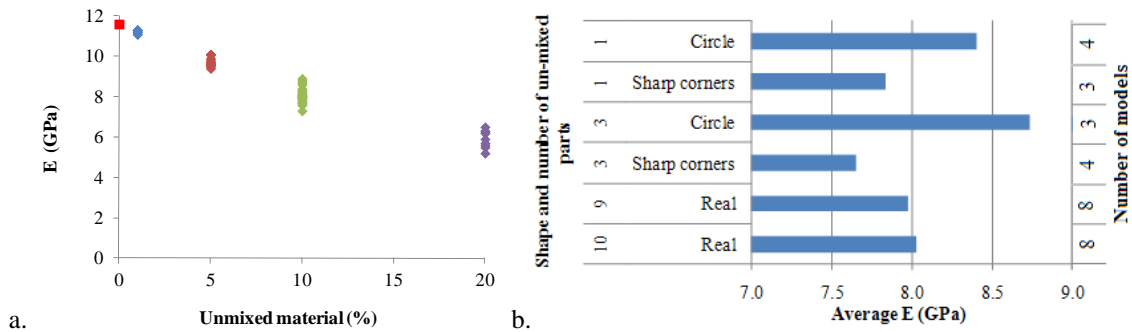 12
10
8
6
4
2
0
E (GPa)
0 5 10 15 20
Unmixed material (%)
a.
Shape and number of un-mixed
parts
1 Circle 4
1 Sharp corners 3
3 Circle 3
3 Sharp corners 4
9 Real 8
10 Real 8
Number of models
7.0 7.5 8.0 8.5 9.0
Average E (GPa)
b.